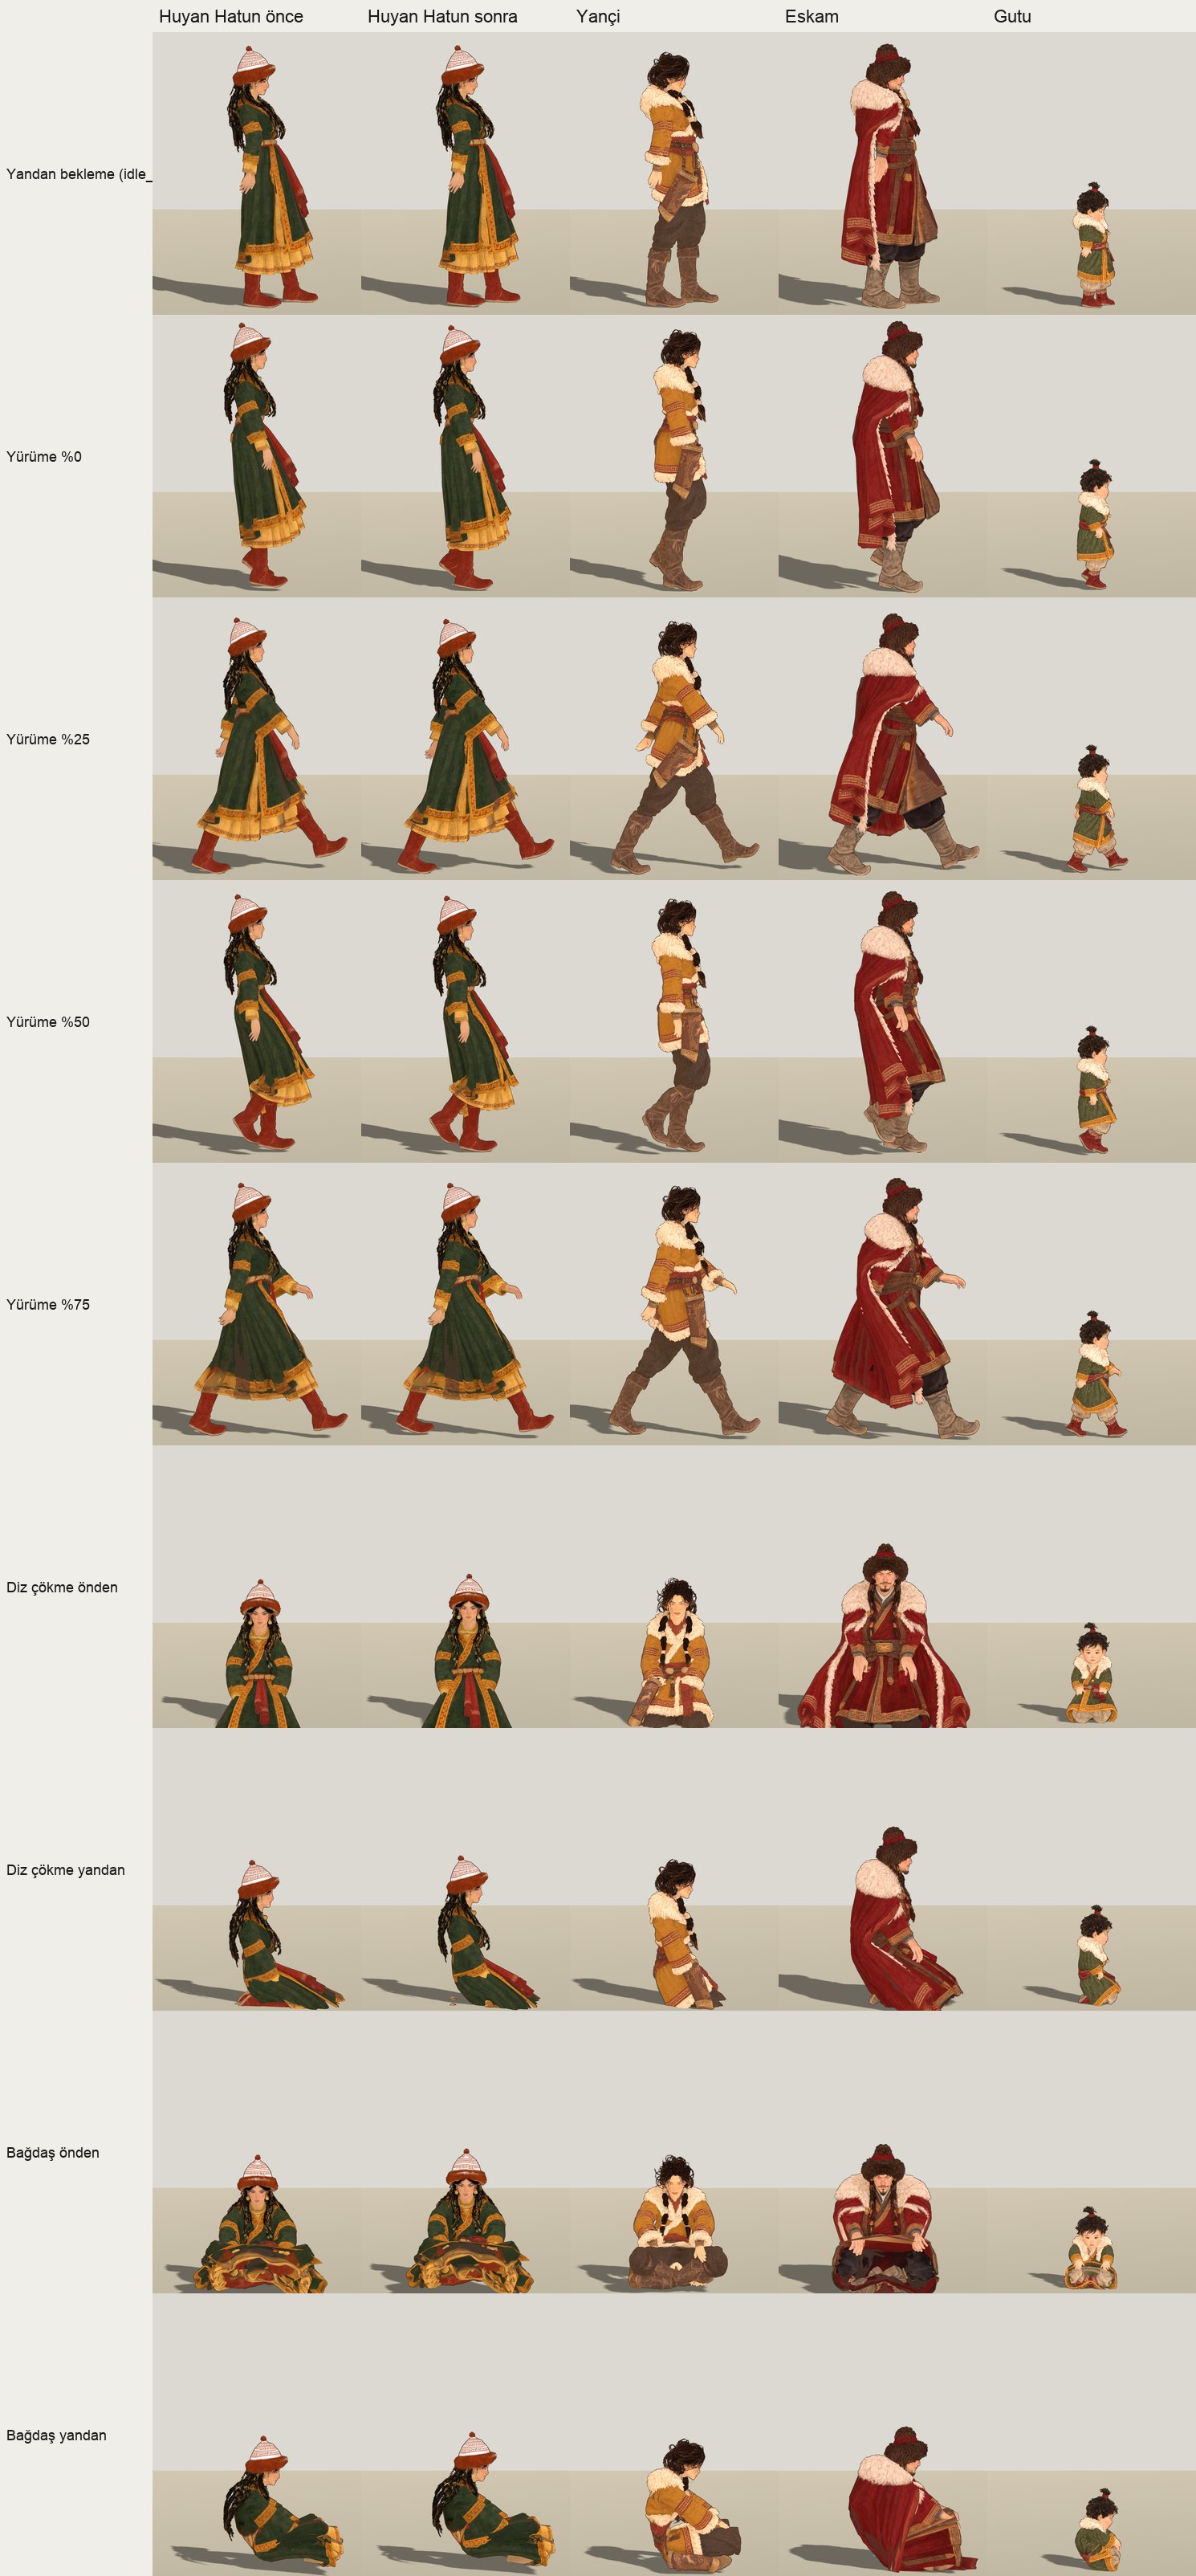 Huyan Hatun önce Huyan Hatun sonra Yançi Eskam Gutu
Yandan bekleme (idle_
Yürüme %0
Yürüme %25
Yürüme %50
Yürüme %75
Diz çökme önden
Diz çökme yandan
Bağdaş önden
Bağdaş yandan